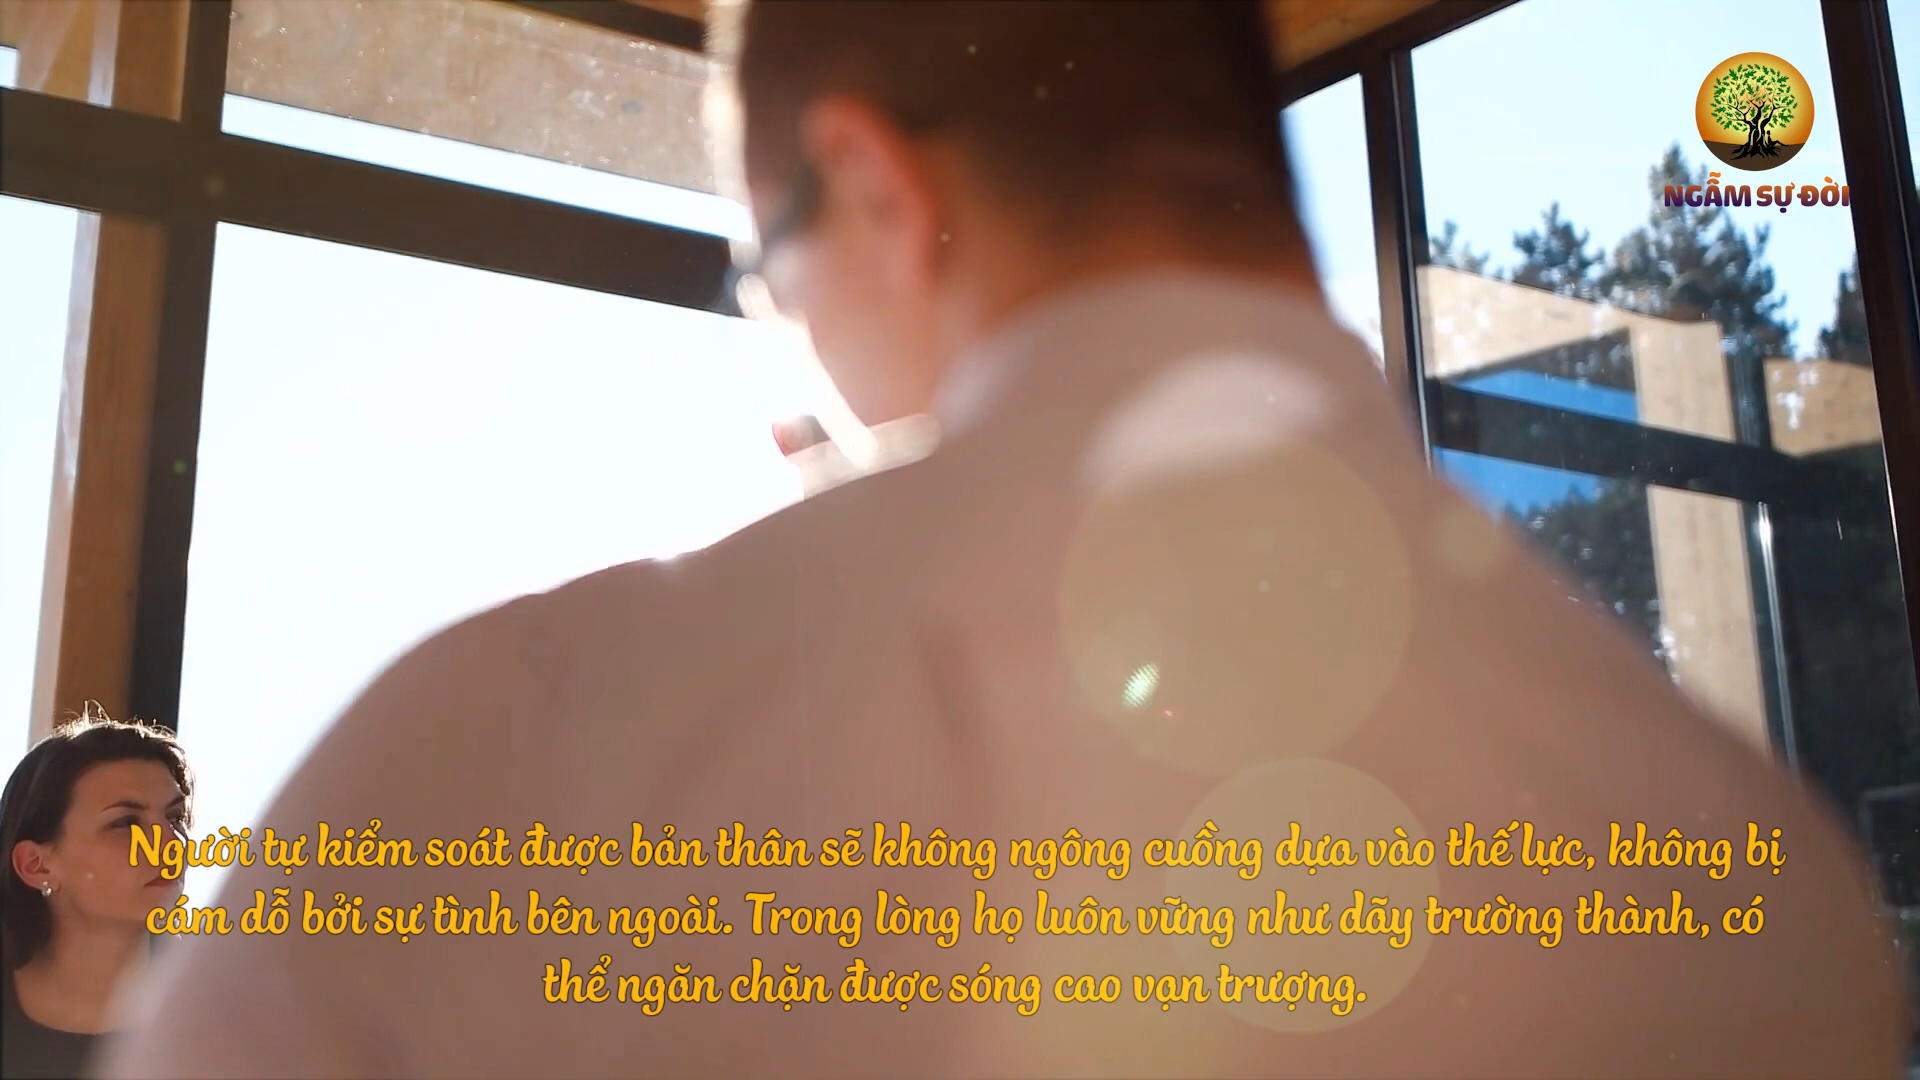 NGẪM SỰ ĐỜI
Người tự kiểm soát được bản thân sẽ không ngông cuồng dựa vào thế lực, không bị
cám dỗ bởi sự tình bên ngoài. Trong lòng họ luôn vững như dãy trường thành, có
thể ngăn chặn được sóng cao vạn trượng.